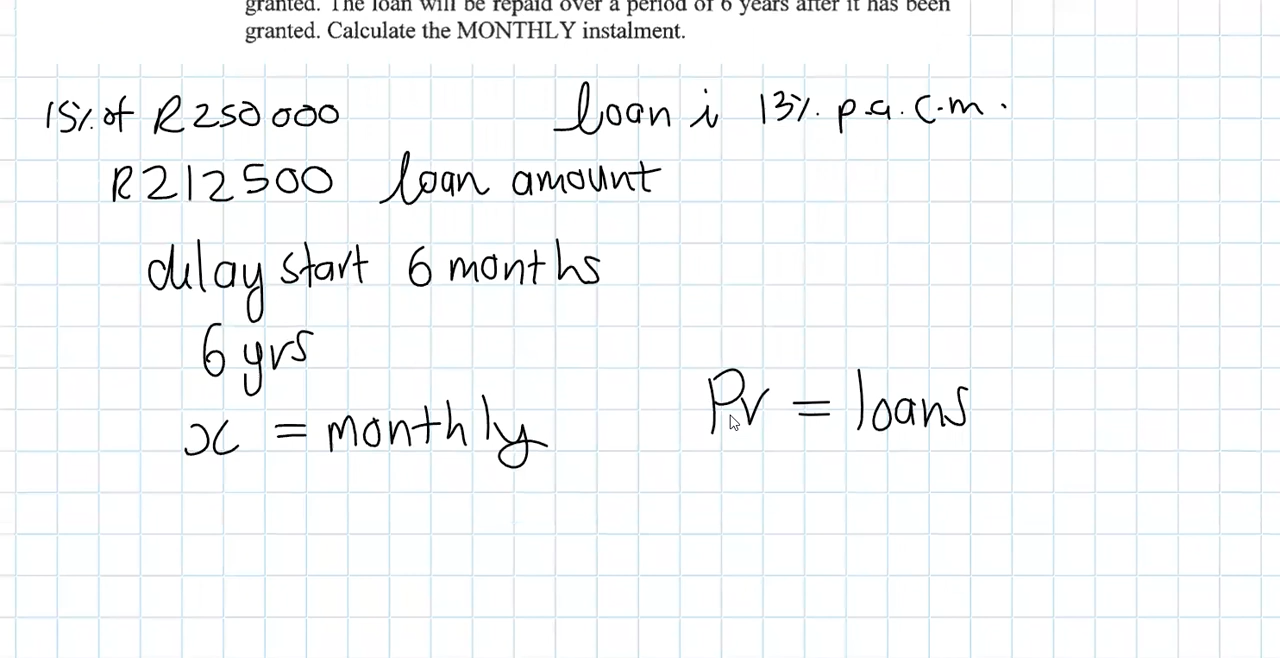 granted. The loan will be repaid over a period of 6 years after it has been
granted. Calculate the MONTHLY instalment.
15% of R250 000 loan i 13% p.a. c.m.
R212500 loan amount
delay start 6 months
6 yrs
x = monthly Pv = loans